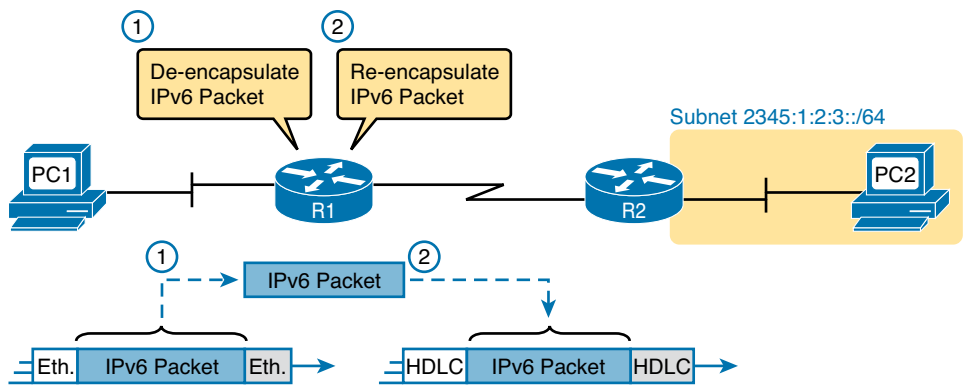 1
2
De-encapsulate
IPv6 Packet
Re-encapsulate
IPv6 Packet
Subnet 2345:1:2:3::/64
PC1
R1
R2
PC2
1
IPv6 Packet
2
Eth.
IPv6 Packet
Eth.
HDLC
IPv6 Packet
HDLC